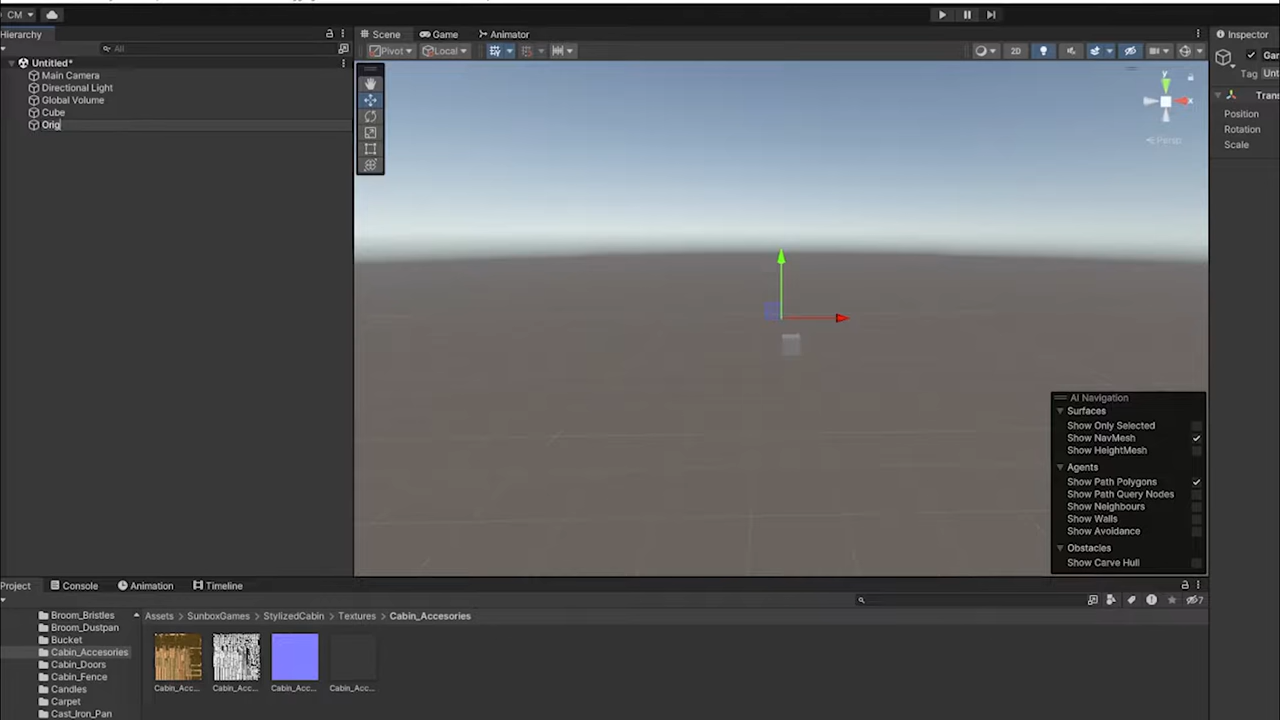 CM
Hierarchy
All
Untitled*
Main Camera
Directional Light
Global Volume
Cube
Orig
Scene
Game
Animator
Pivot
Local
2D
y
x
Persp
Inspector
Tag
Position
Rotation
Scale
AI Navigation
Surfaces
Show Only Selected
Show NavMesh
Show HeightMesh
Agents
Show Path Polygons
Show Path Query Nodes
Show Neighbours
Show Walls
Show Avoidance
Obstacles
Show Carve Hull
Project
Console
Animation
Timeline
7
Broom_Bristles
Broom_Dustpan
Bucket
Cabin_Accesories
Cabin_Doors
Cabin_Fence
Candles
Carpet
Cast_Iron_Pan
Assets > SunboxGames > StylizedCabin > Textures > Cabin_Accesories
Cabin_Acc...
Cabin_Acc...
Cabin_Acc...
Cabin_Acc...